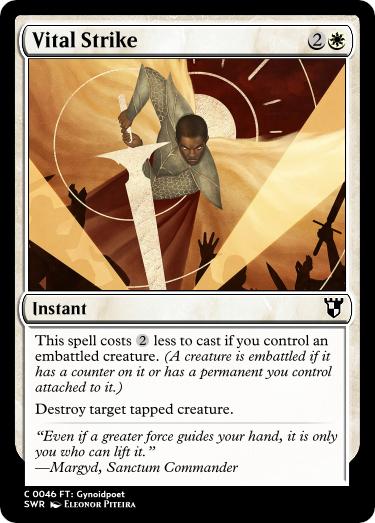 Vital Strike 2
Instant
This spell costs 2 less to cast if you control an
embattled creature. (A creature is embattled if it
has a counter on it or has a permanent you control
attached to it.)
Destroy target tapped creature.
“Even if a greater force guides your hand, it is only
you who can lift it.”
—Margyd, Sanctum Commander
C 0046 FT: Gynoidpoet
SWR Eleonor Piteira